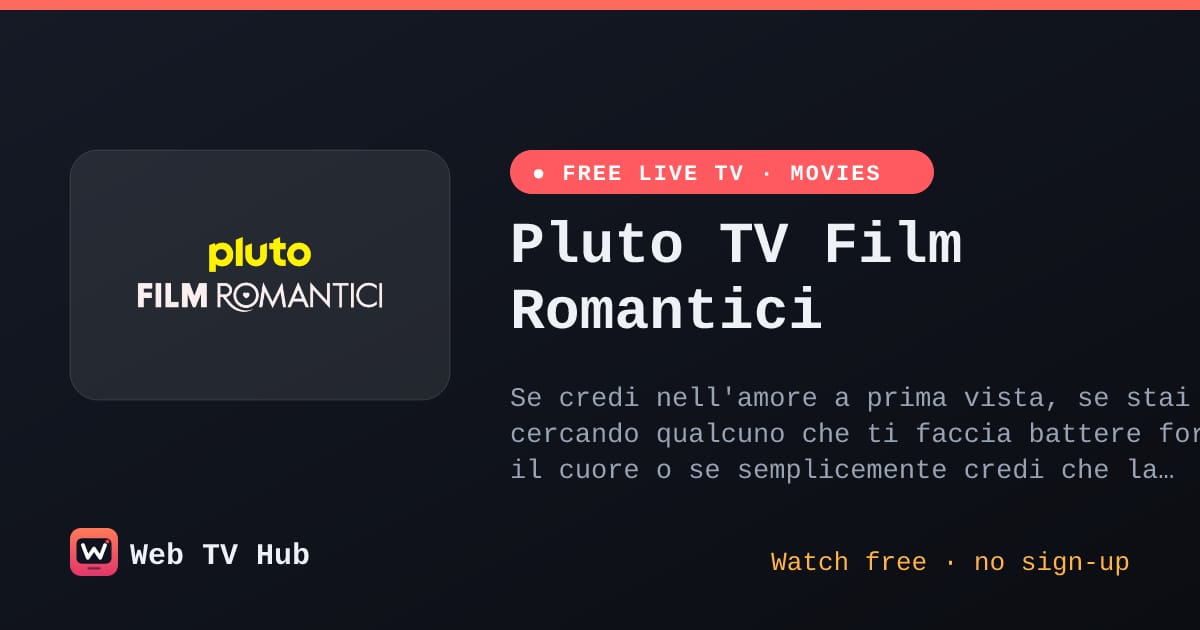 pluto
FILM ROMANTICI
• FREE LIVE TV · MOVIES
Pluto TV Film
Romantici
Se credi nell'amore a prima vista, se stai
cercando qualcuno che ti faccia battere for
il cuore o se semplicemente credi che la…
W
Web TV Hub
Watch free · no sign-up